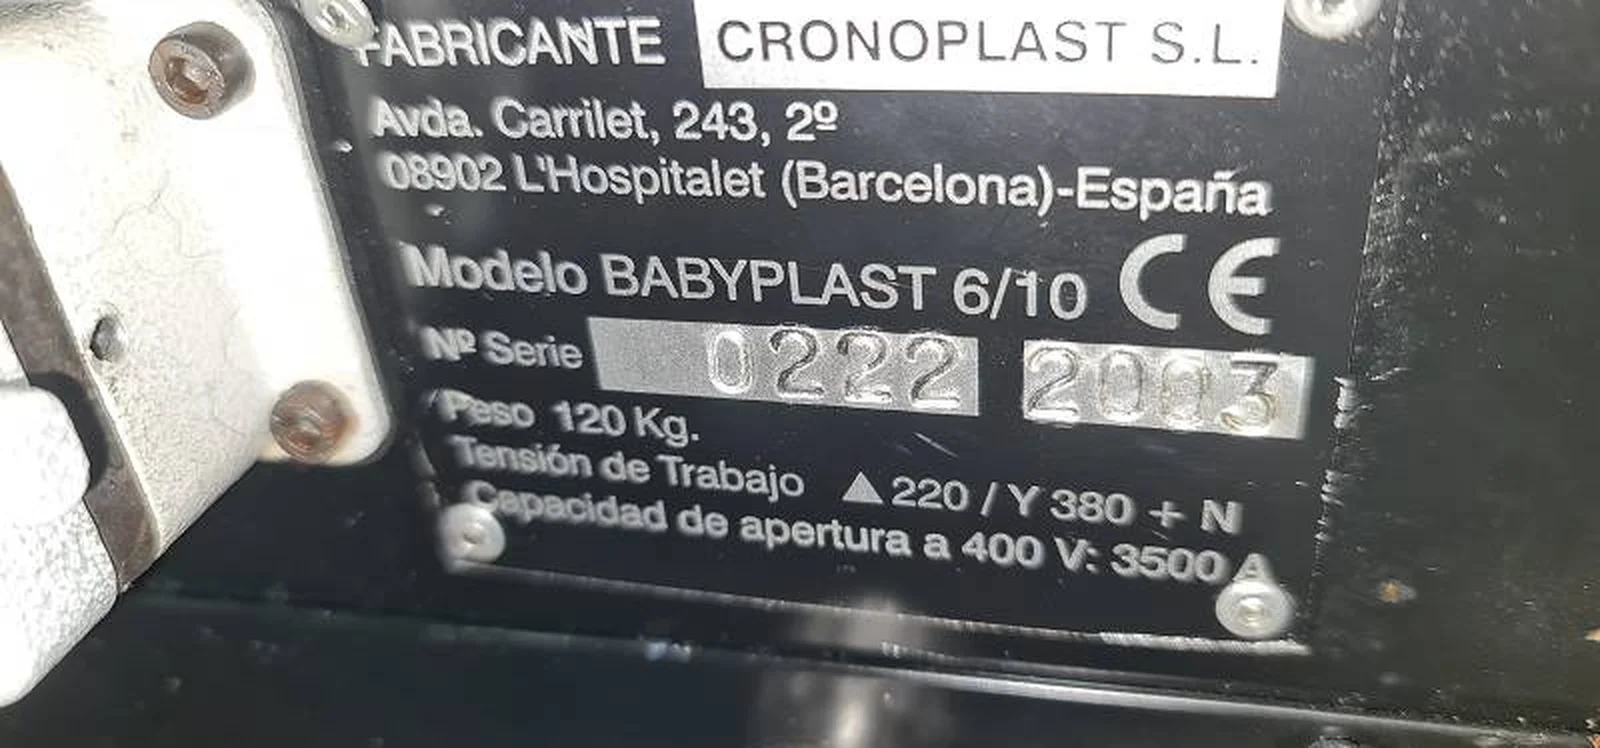 FABRICANTE CRONOPLAST S.L.
Avda. Carrilet, 243, 2º
08902 L'Hospitalet (Barcelona)-España
Modelo BABYPLAST 6/10 CE
Nº Serie 0222 2003
Peso 120 Kg.
Tensión de Trabajo ▲220 / Y 380 + N
Capacidad de apertura a 400 V: 3500 A